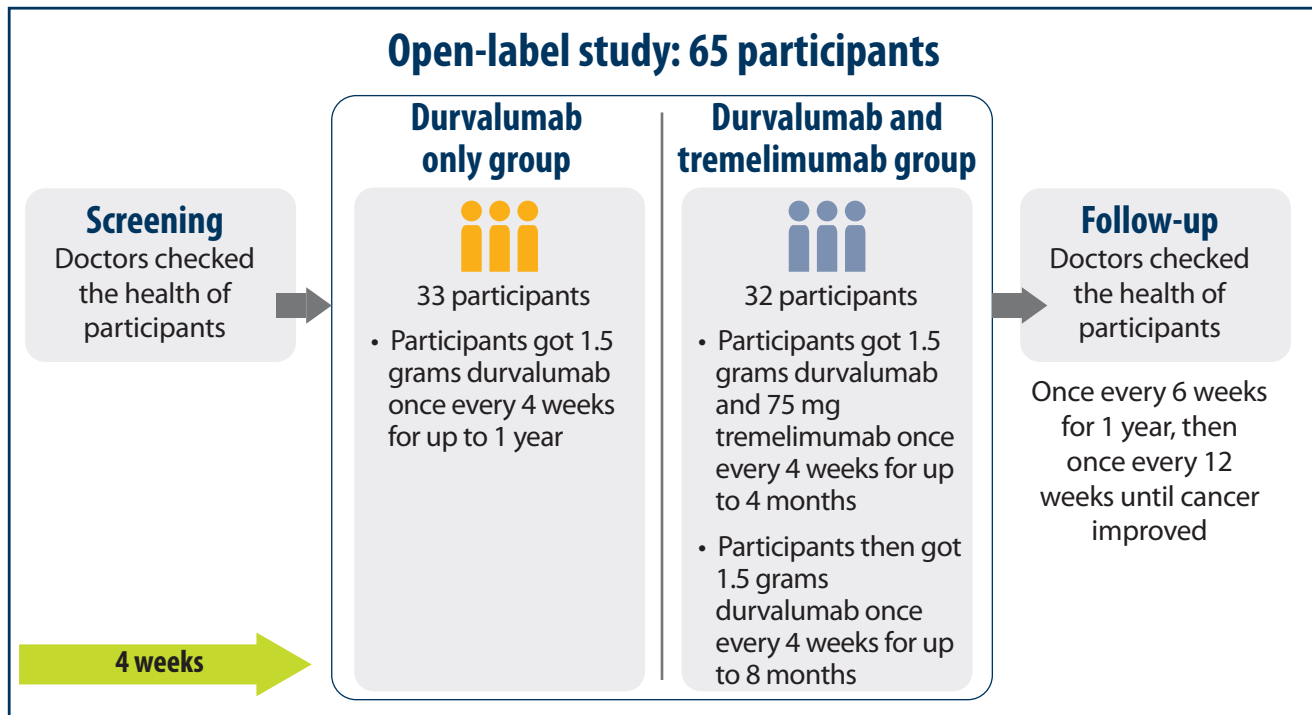 Open-label study: 65 participants
Screening
Doctors checked
the health of
participants
4 weeks
Durvalumab
only group
33 participants
• Participants got 1.5
grams durvalumab
once every 4 weeks
for up to 1 year
Durvalumab and
tremelimumab group
32 participants
• Participants got 1.5
grams durvalumab
and 75 mg
tremelimumab once
every 4 weeks for up
to 4 months
• Participants then got
1.5 grams
durvalumab once
every 4 weeks for up
to 8 months
Follow-up
Doctors checked
the health of
participants
Once every 6 weeks
for 1 year, then
once every 12
weeks until cancer
improved